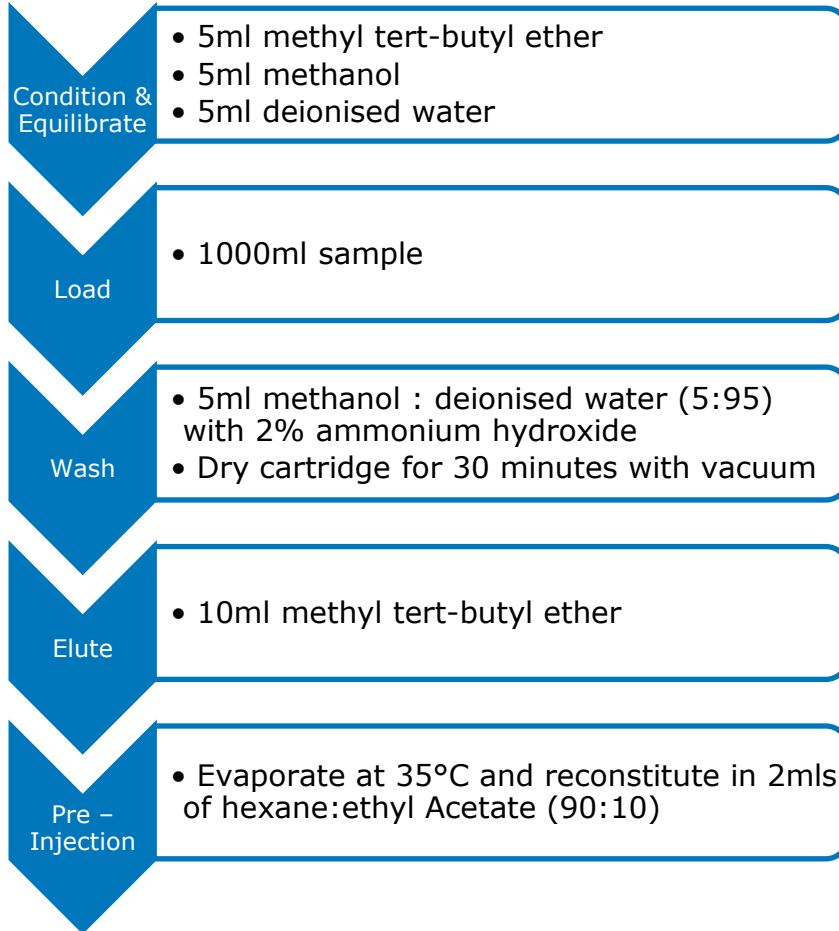 Condition &
Equilibrate
• 5ml methyl tert-butyl ether
• 5ml methanol
• 5ml deionised water
Load
• 1000ml sample
Wash
• 5ml methanol : deionised water (5:95)
with 2% ammonium hydroxide
• Dry cartridge for 30 minutes with vacuum
Elute
• 10ml methyl tert-butyl ether
Pre –
Injection
• Evaporate at 35°C and reconstitute in 2mls
of hexane:ethyl Acetate (90:10)